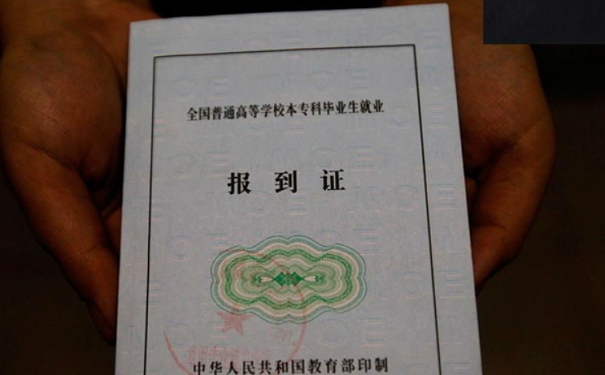 全国普通高等学校本专科毕业生就业
报到证
中华人民共和国教育部印制